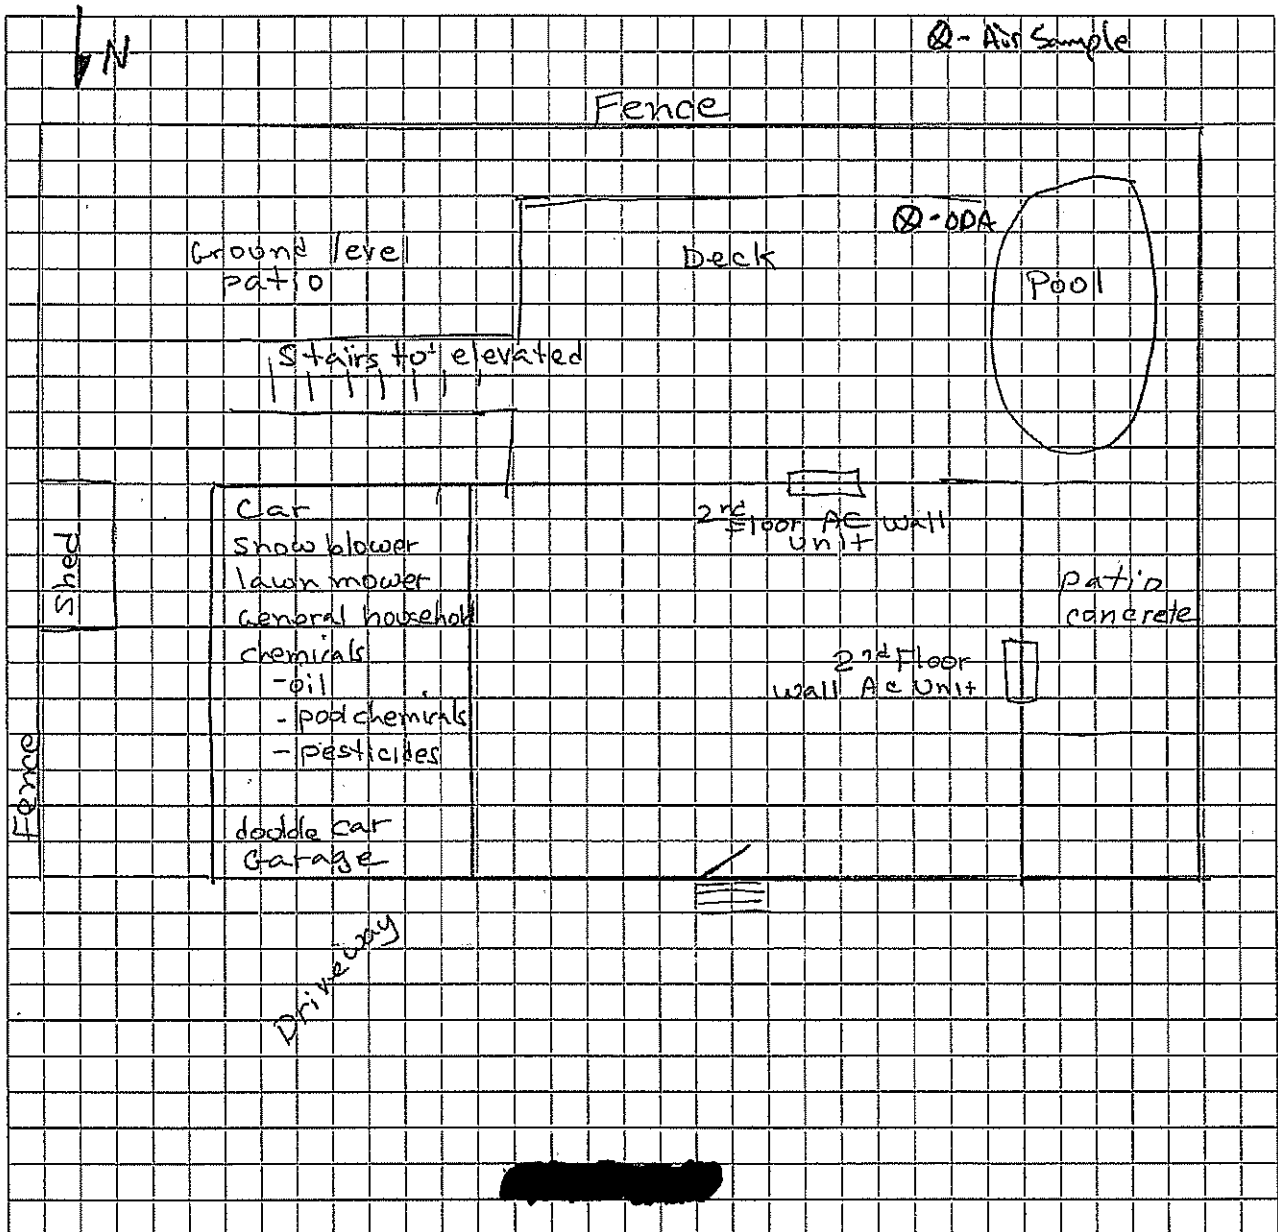 N
⊗- Air Sample
Fence
⊗-ODA
Ground level
patio
Deck
Pool
Stairs to elevated
Car
Snow blower
lawn mower
General household
chemicals
-oil
- pool chemicals
- pesticides
double car
Garage
Shed
Fence
2nd
Floor AC Wall
Unit
patio
concrete
2nd Floor
Wall AC Unit
Driveway